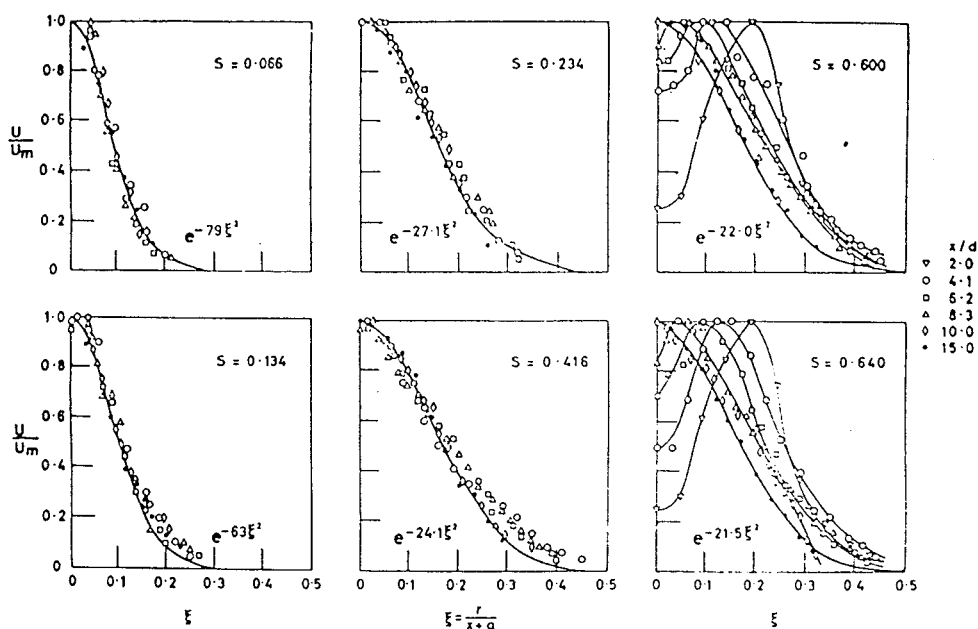 1.0
0.8
0.6
0.4
0.2
0
U/Um
S = 0·066
e^-79ξ²
S = 0·234
e^-27·1ξ²
S = 0·600
e^-22·0ξ²
x/d
▽ 2·0
○ 4·1
□ 6·2
△ 8·3
◊ 10·0
• 15·0
1.0
0.8
0.6
0.4
0.2
0
U/Um
S = 0·134
e^-63ξ²
S = 0·416
e^-24·1ξ²
S = 0·640
e^-21·5ξ²
0 0·1 0·2 0·3 0·4 0·5
0 0·1 0·2 0·3 0·4 0·5
0 0·1 0·2 0·3 0·4 0·5
ξ
ξ = r/x+a
ξ